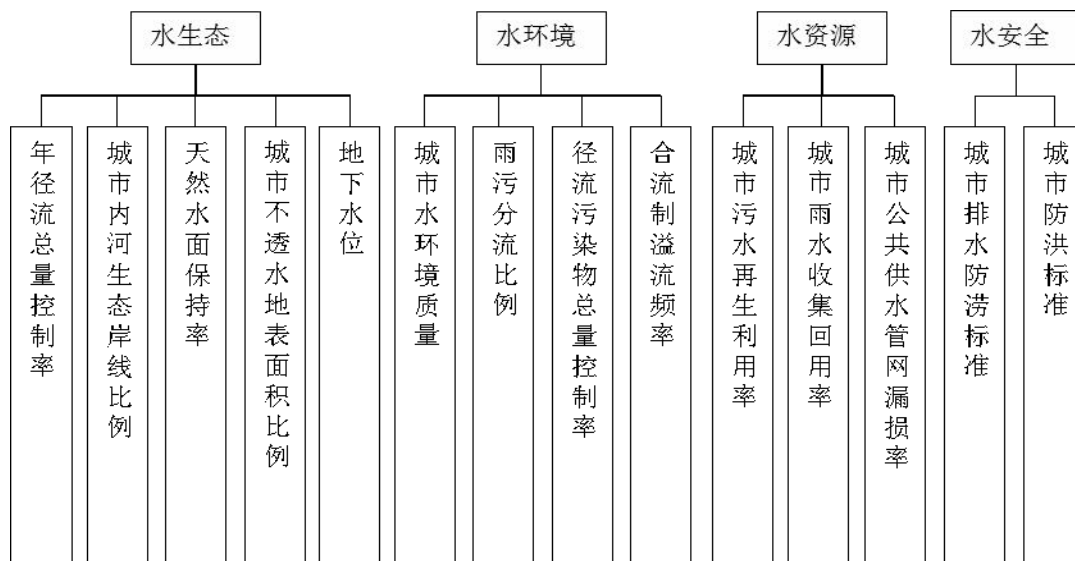 水生态
水环境
水资源
水安全
年径流总量控制率
城市内河生态岸线比例
天然水面保持率
城市不透水地表面积比例
地下水位
城市水环境质量
雨污分流比例
径流污染物总量控制率
合流制溢流频率
城市污水再生利用率
城市雨水收集回用率
城市公共供水管网漏损率
城市排水防涝标准
城市防洪标准